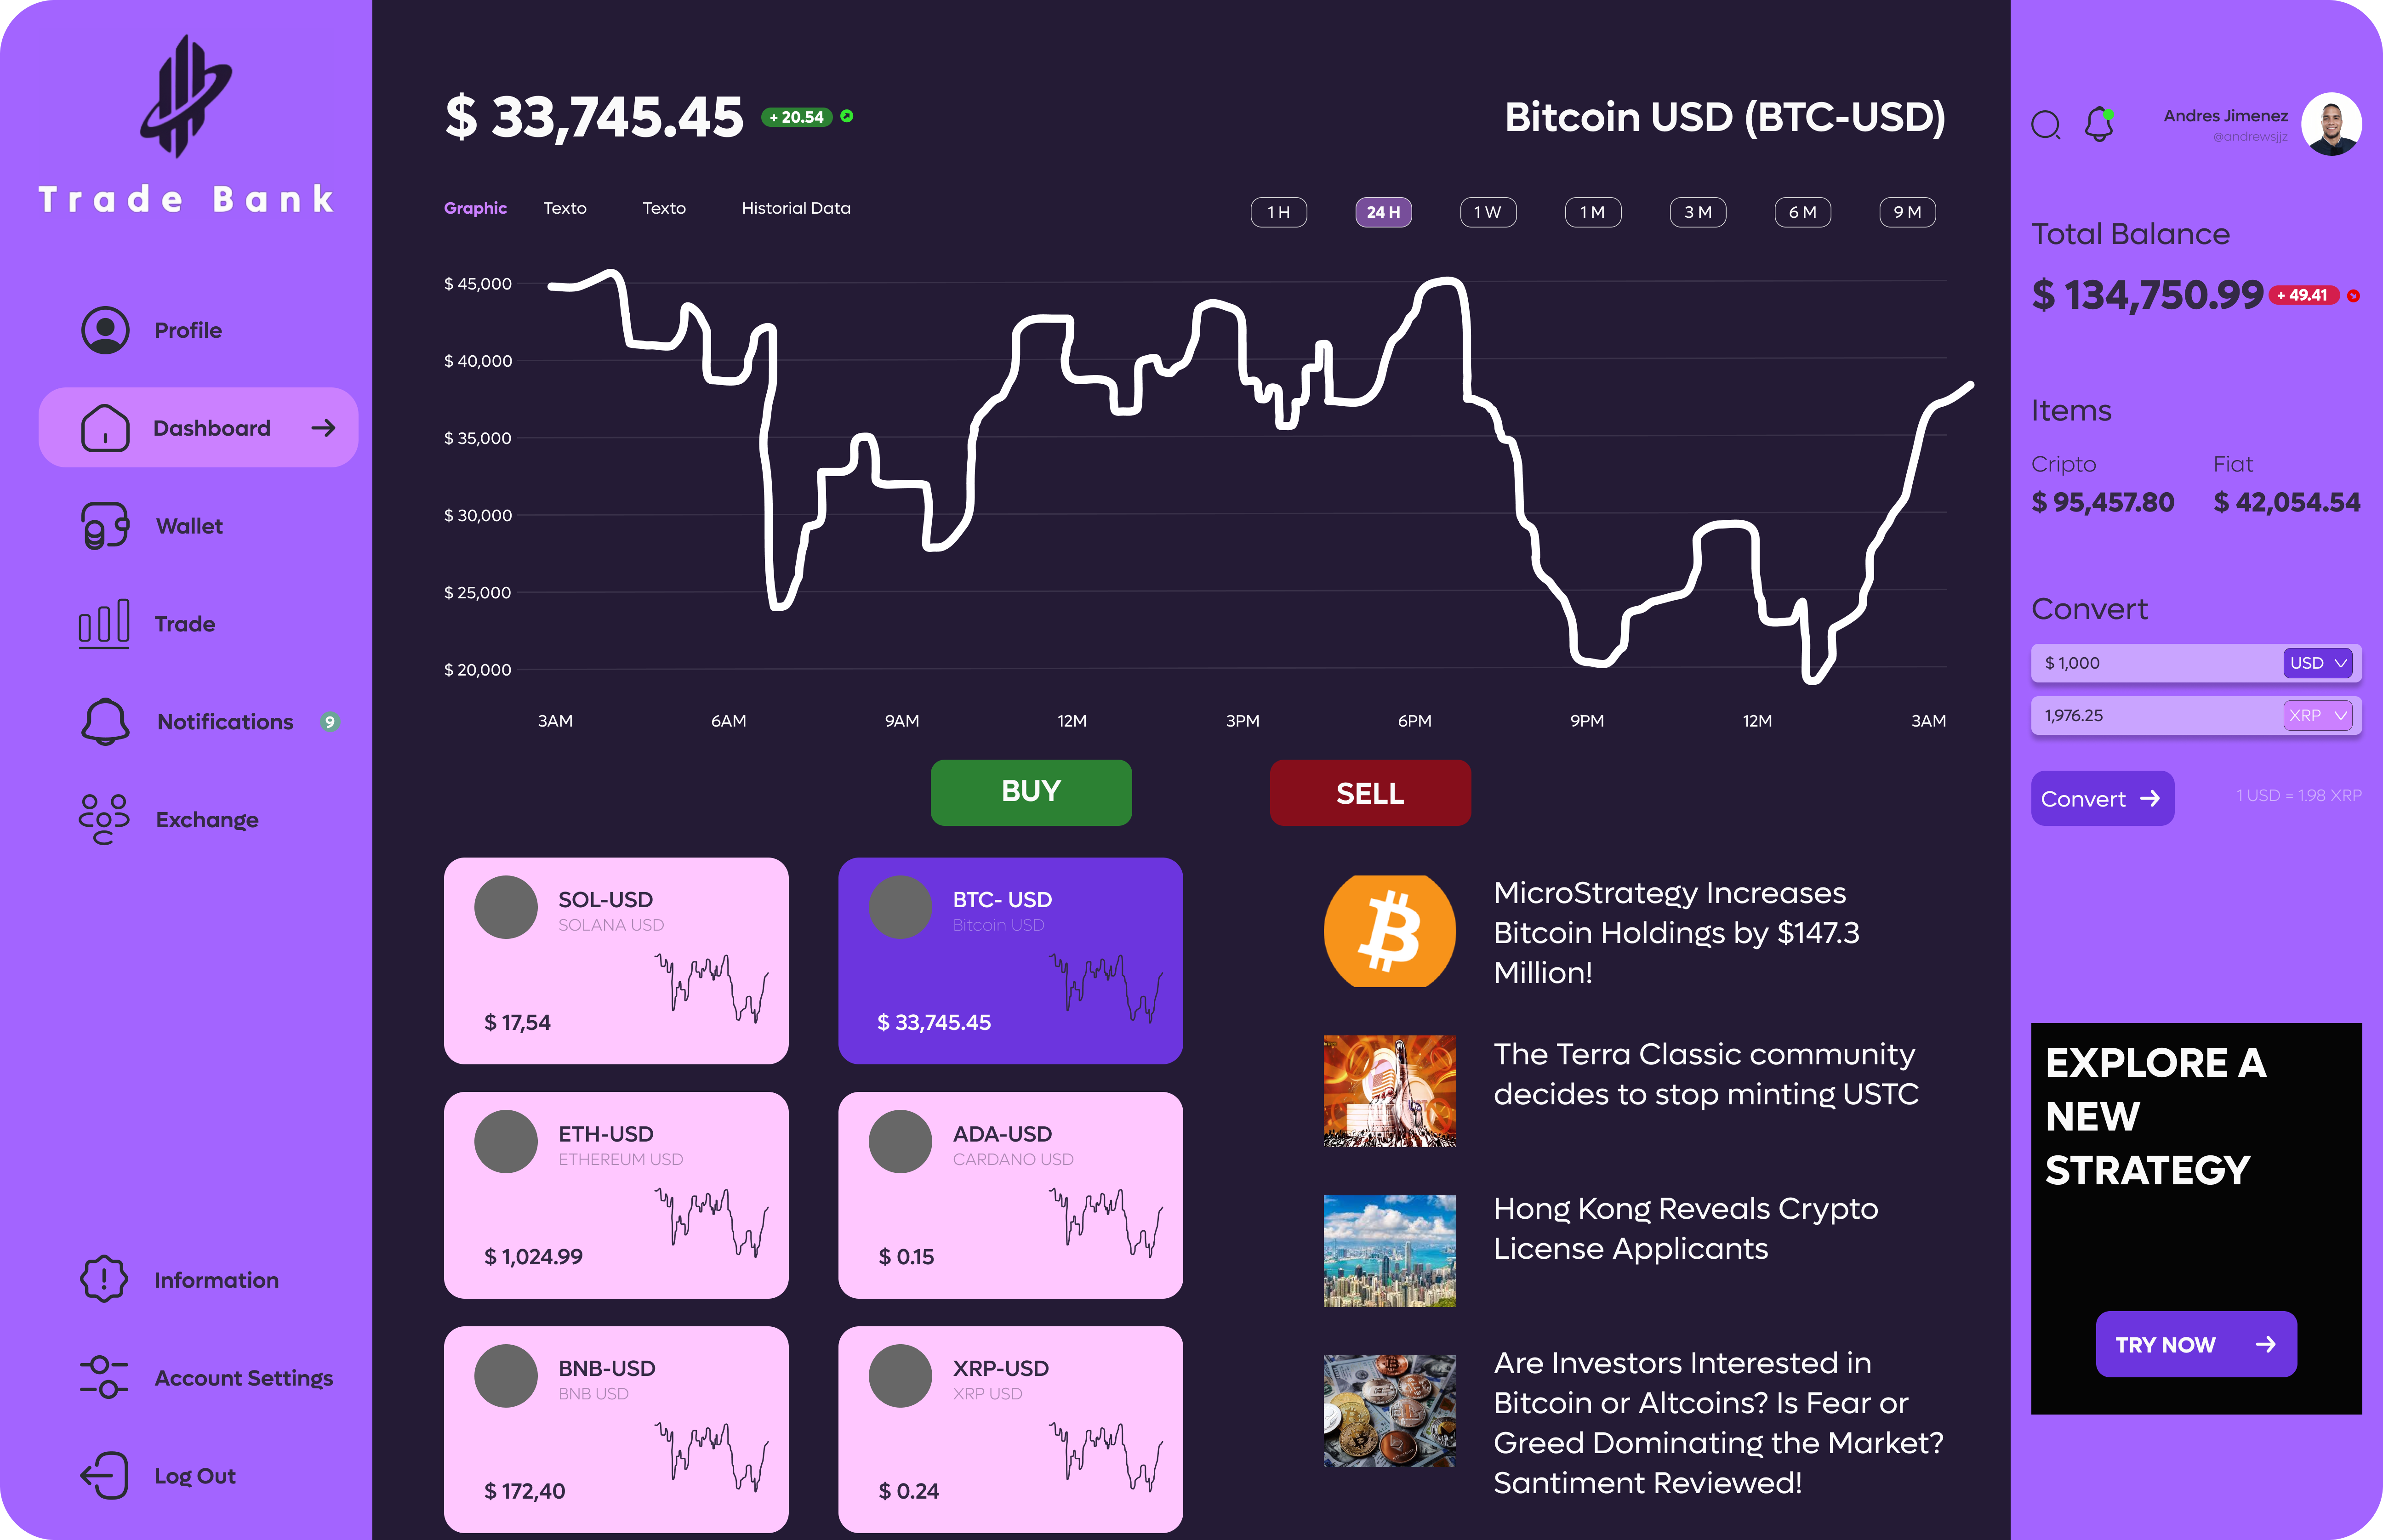 Trade Bank
Profile
Dashboard
Wallet
Trade
Notifications 9
Exchange
Information
Account Settings
Log Out
$ 33,745.45 + 20.54
Bitcoin USD (BTC-USD)
Graphic Texto Texto Historial Data
1 H 24 H 1 W 1 M 3 M 6 M 9 M
$ 45,000
$ 40,000
$ 35,000
$ 30,000
$ 25,000
$ 20,000
3AM 6AM 9AM 12M 3PM 6PM 9PM 12M 3AM
BUY SELL
SOL-USD
SOLANA USD
$ 17,54
BTC- USD
Bitcoin USD
$ 33,745.45
ETH-USD
ETHEREUM USD
$ 1,024.99
ADA-USD
CARDANO USD
$ 0.15
BNB-USD
BNB USD
$ 172,40
XRP-USD
XRP USD
$ 0.24
MicroStrategy Increases
Bitcoin Holdings by $147.3
Million!
The Terra Classic community
decides to stop minting USTC
Hong Kong Reveals Crypto
License Applicants
Are Investors Interested in
Bitcoin or Altcoins? Is Fear or
Greed Dominating the Market?
Santiment Reviewed!
Andres Jimenez
@andrewsjjz
Total Balance
$ 134,750.99 + 49.41
Items
Cripto Fiat
$ 95,457.80 $ 42,054.54
Convert
$ 1,000 USD
1,976.25 XRP
Convert
1 USD = 1.98 XRP
EXPLORE A
NEW
STRATEGY
TRY NOW